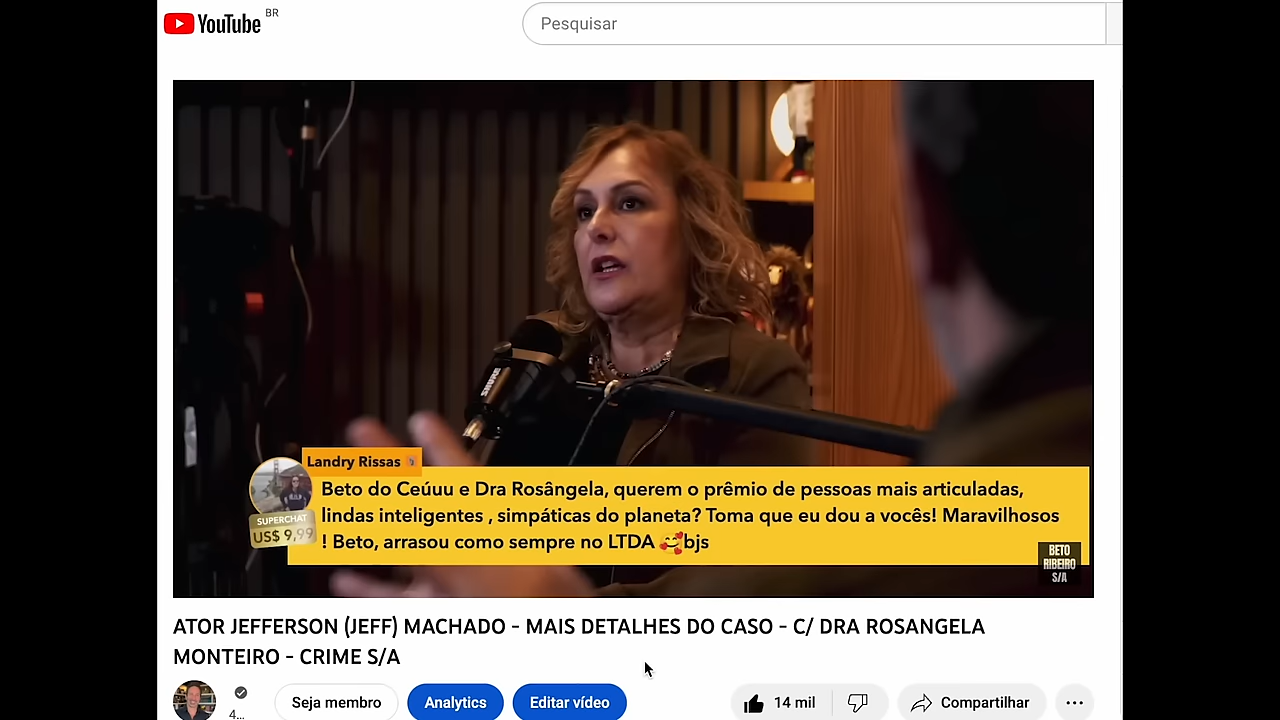 YouTube BR
Pesquisar
SHURE
Landry Rissas
Beto do Ceúuu e Dra Rosângela, querem o prêmio de pessoas mais articuladas,
lindas inteligentes , simpáticas do planeta? Toma que eu dou a vocês! Maravilhosos
! Beto, arrasou como sempre no LTDA 🥰bjs
SUPERCHAT
US$ 9,99
BETO
RIBEIRO
S/A
ATOR JEFFERSON (JEFF) MACHADO - MAIS DETALHES DO CASO - C/ DRA ROSANGELA
MONTEIRO - CRIME S/A
4...
Seja membro
Analytics
Editar vídeo
14 mil
Compartilhar
...